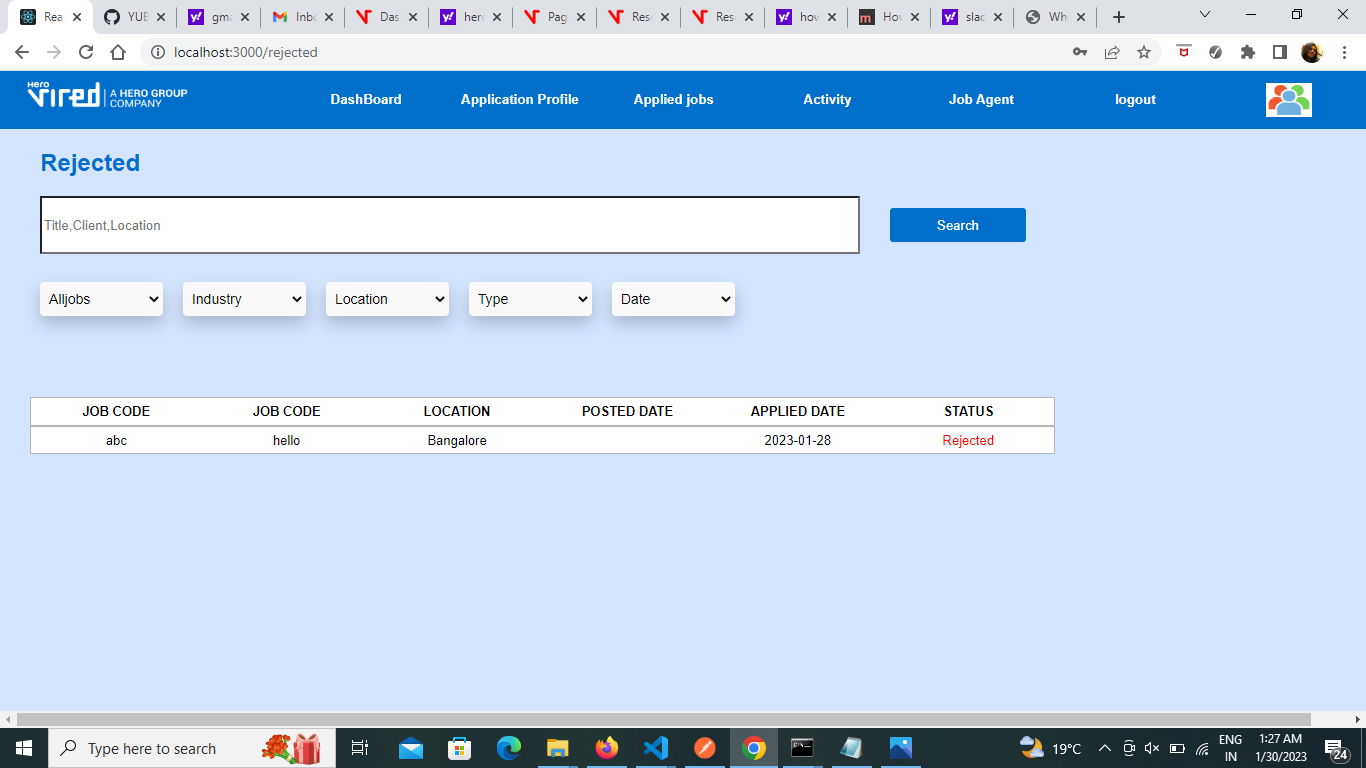 Rea
YUE
gma
Inbo
Das
hero
Pag
Res
Res
how
How
slac
Wh
localhost:3000/rejected
Hero
vired
A HERO GROUP
COMPANY
DashBoard
Application Profile
Applied jobs
Activity
Job Agent
logout
Rejected
Title,Client,Location
Search
Alljobs
Industry
Location
Type
Date
JOB CODE JOB CODE LOCATION POSTED DATE APPLIED DATE STATUS
abc hello Bangalore 2023-01-28 Rejected
Type here to search
19°C
ENG
IN
1:27 AM
1/30/2023
24